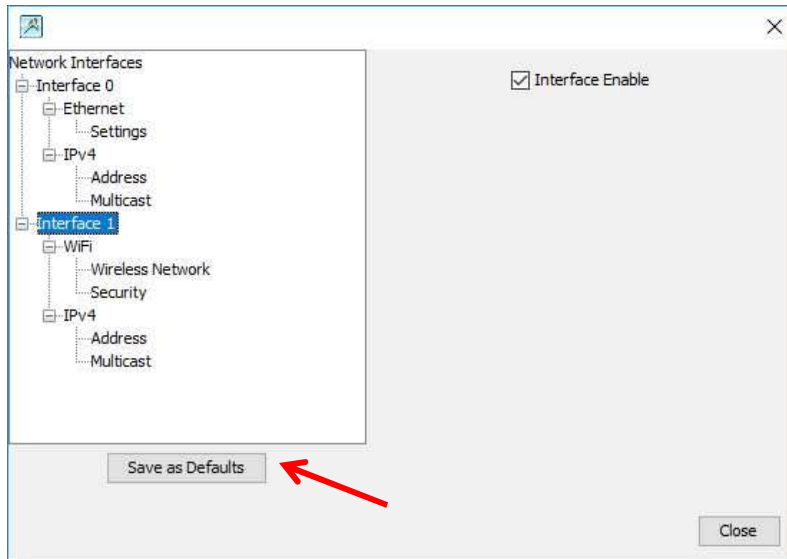 Network Interfaces
Interface 0
Ethernet
Settings
IPv4
Address
Multicast
Interface 1
WiFi
Wireless Network
Security
IPv4
Address
Multicast
Interface Enable
Save as Defaults
Close